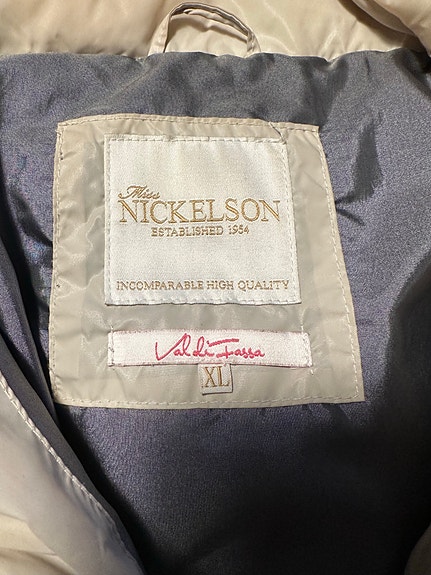 Miss
NICKELSON
ESTABLISHED 1954
INCOMPARABLE HIGH QUALITY
Val di Fassa
XL